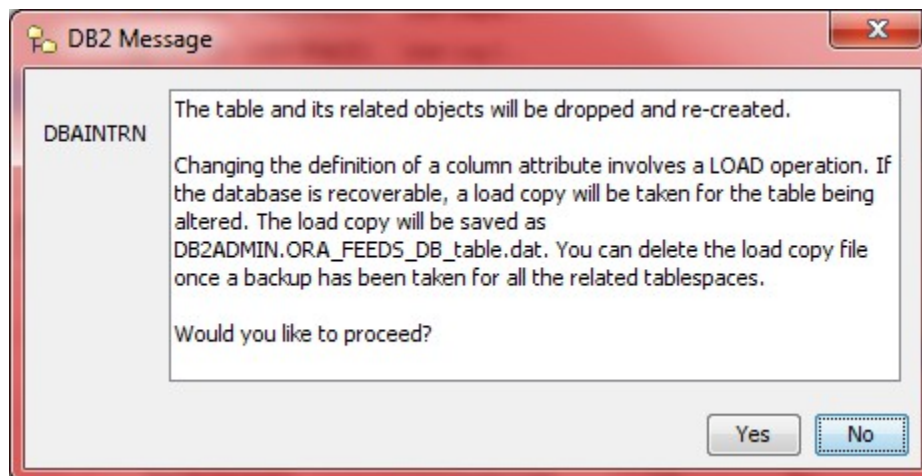 DB2 Message
DBAINTRN
The table and its related objects will be dropped and re-created.
Changing the definition of a column attribute involves a LOAD operation. If
the database is recoverable, a load copy will be taken for the table being
altered. The load copy will be saved as
DB2ADMIN.ORA_FEEDS_DB_table.dat. You can delete the load copy file
once a backup has been taken for all the related tablespaces.
Would you like to proceed?
Yes
No